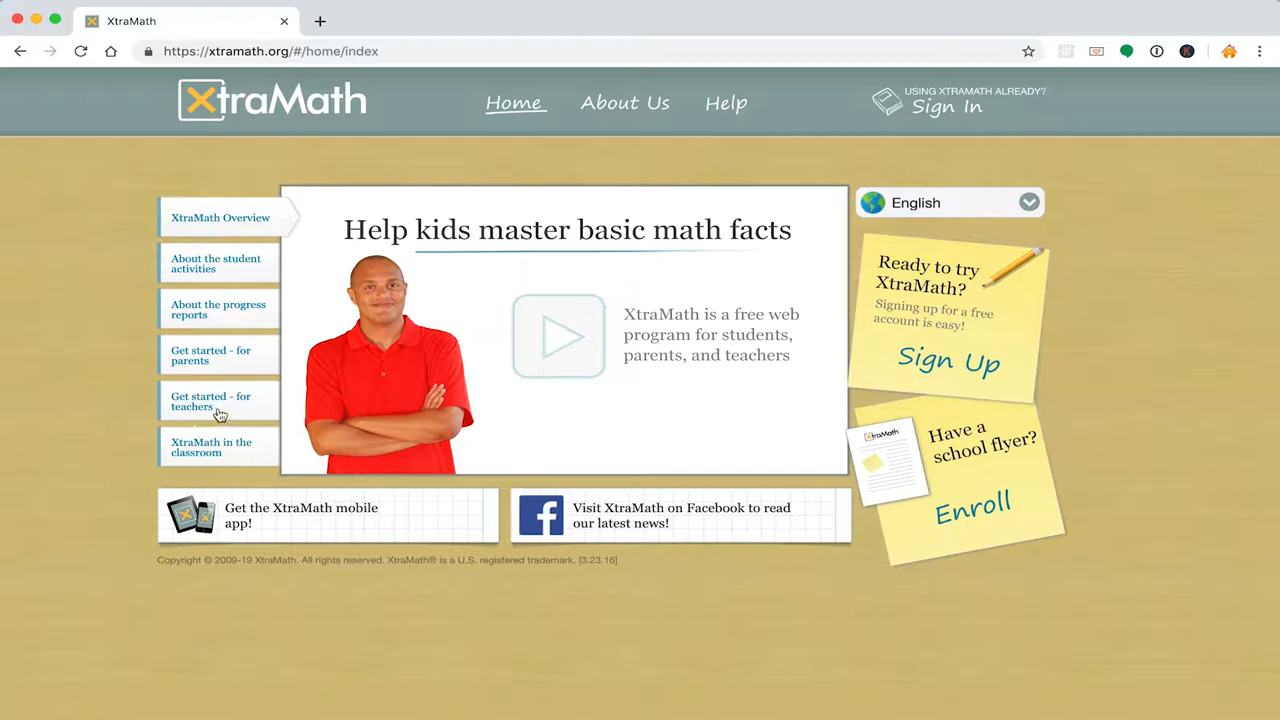 XtraMath
https://xtramath.org/#/home/index
XtraMath
Home
About Us
Help
USING XTRAMATH ALREADY?
Sign In
XtraMath Overview
About the student
activities
About the progress
reports
Get started - for
parents
Get started - for
teachers
XtraMath in the
classroom
Help kids master basic math facts
XtraMath is a free web
program for students,
parents, and teachers
English
Ready to try
XtraMath?
Signing up for a free
account is easy!
Sign Up
XtraMath
Have a
school flyer?
Enroll
Get the XtraMath mobile
app!
Visit XtraMath on Facebook to read
our latest news!
Copyright © 2009-19 XtraMath. All rights reserved. XtraMath® is a U.S. registered trademark. [3.23.16]